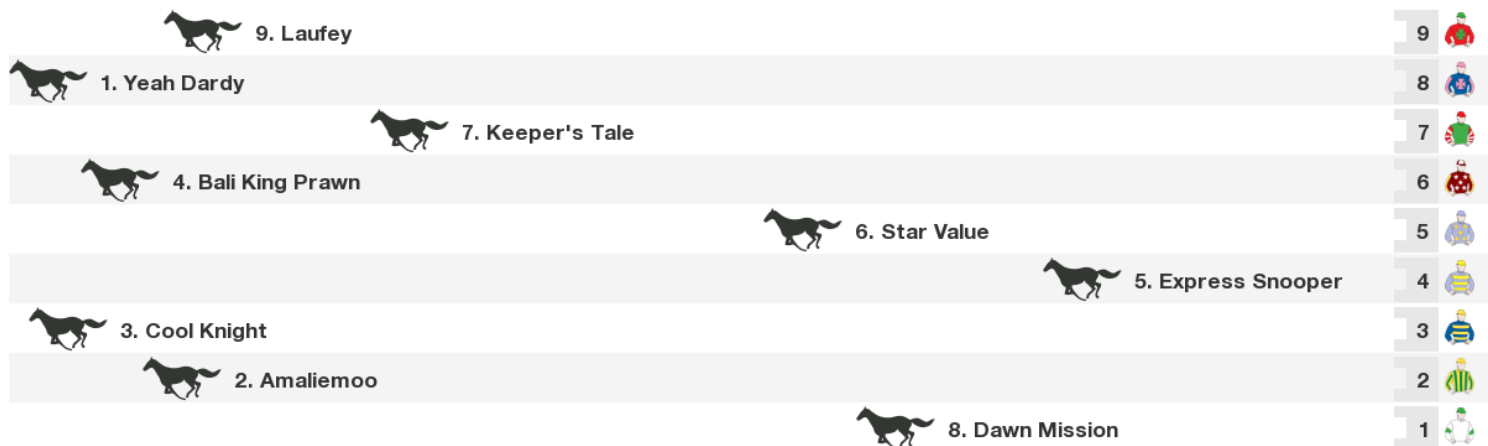 9. Laufey 9
1. Yeah Dardy 8
7. Keeper's Tale 7
4. Bali King Prawn 6
6. Star Value 5
5. Express Snooper 4
3. Cool Knight 3
2. Amaliemoo 2
8. Dawn Mission 1